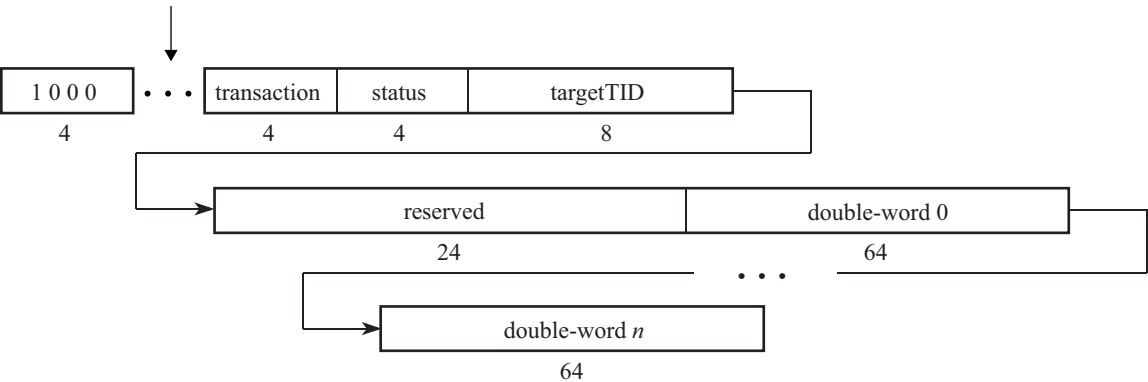 1 0 0 0 • • • transaction status targetTID
4 4 4 8
reserved double-word 0
24 64
• • •
double-word n
64